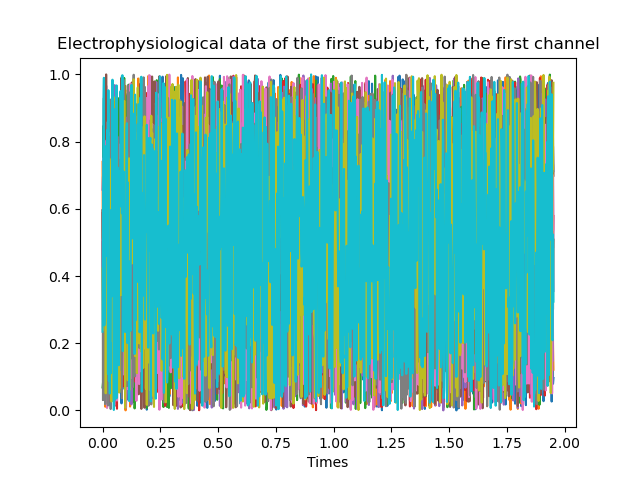 Electrophysiological data of the first subject, for the first channel
1.0
0.8
0.6
0.4
0.2
0.0
0.00 0.25 0.50 0.75 1.00 1.25 1.50 1.75 2.00
Times